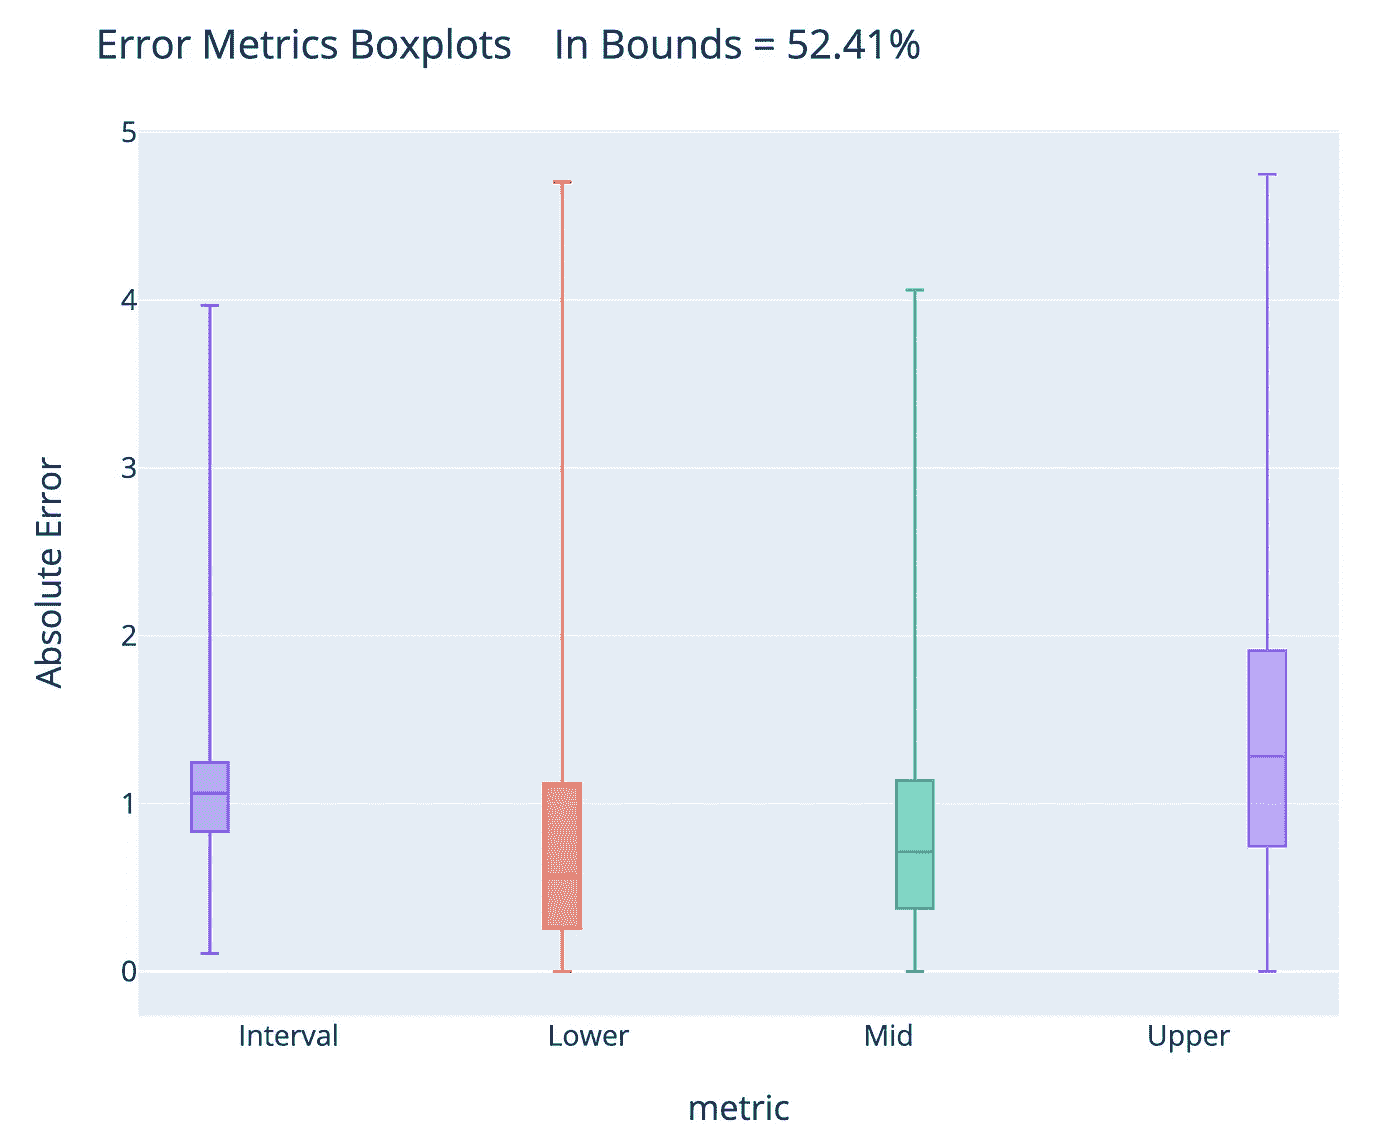 Error Metrics Boxplots    In Bounds = 52.41%
5
4
3
2
1
0
Absolute Error
Interval Lower Mid Upper
metric